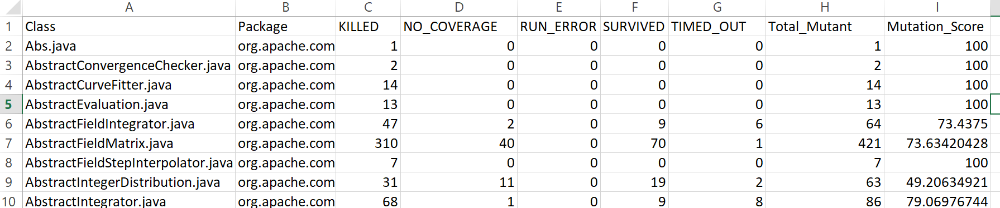 A B C D E F G H I
1 Class Package KILLED NO_COVERAGE RUN_ERROR SURVIVED TIMED_OUT Total_Mutant Mutation_Score
2 Abs.java org.apache.com 1 0 0 0 0 1 100
3 AbstractConvergenceChecker.java org.apache.com 2 0 0 0 0 2 100
4 AbstractCurveFitter.java org.apache.com 14 0 0 0 0 14 100
5 AbstractEvaluation.java org.apache.com 13 0 0 0 0 13 100
6 AbstractFieldIntegrator.java org.apache.com 47 2 0 9 6 64 73.4375
7 AbstractFieldMatrix.java org.apache.com 310 40 0 70 1 421 73.63420428
8 AbstractFieldStepInterpolator.java org.apache.com 7 0 0 0 0 7 100
9 AbstractIntegerDistribution.java org.apache.com 31 11 0 19 2 63 49.20634921
10 AbstractIntegrator.java org.apache.com 68 1 0 9 8 86 79.06976744